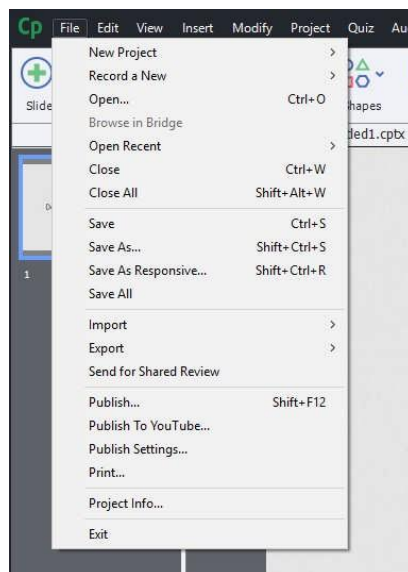 Cp File Edit View Insert Modify Project Quiz Au
Slide
hapes
ded1.cptx
New Project >
Record a New >
Open... Ctrl+O
Browse in Bridge
Open Recent >
Close Ctrl+W
Close All Shift+Alt+W
Save Ctrl+S
Save As... Shift+Ctrl+S
Save As Responsive... Shift+Ctrl+R
Save All
Import >
Export >
Send for Shared Review
Publish... Shift+F12
Publish To YouTube...
Publish Settings...
Print...
Project Info...
Exit
1